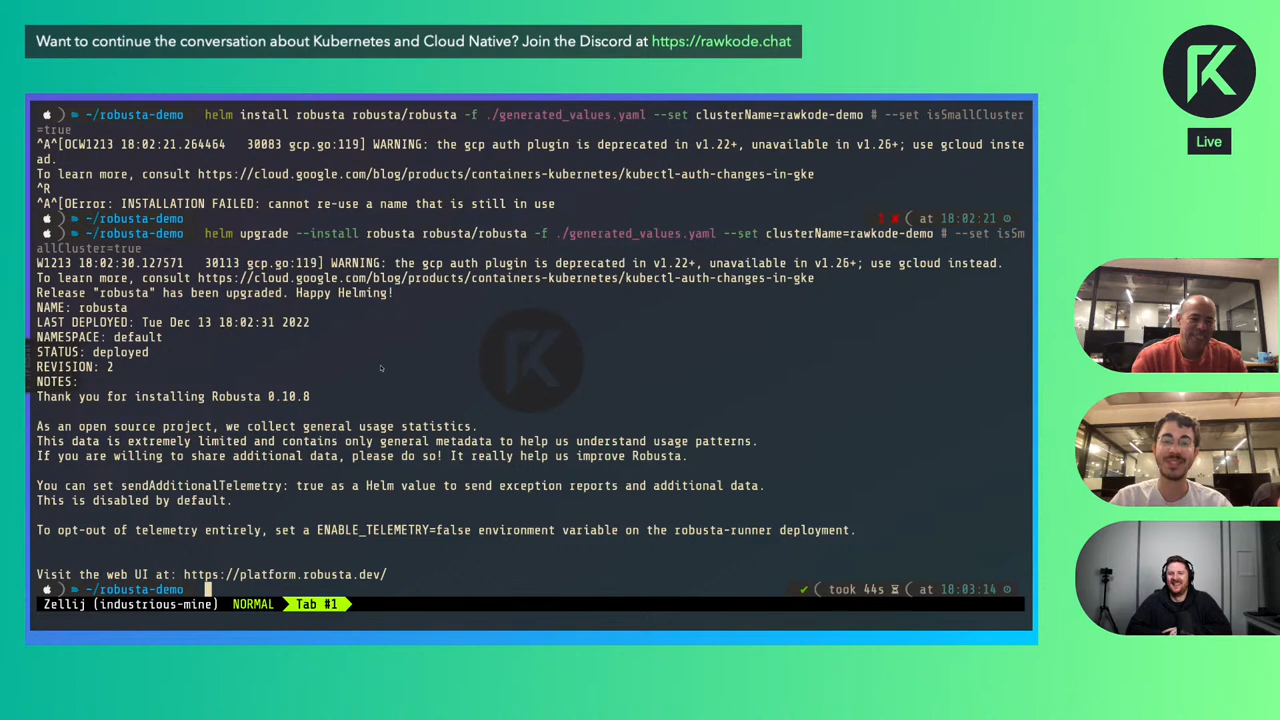 Want to continue the conversation about Kubernetes and Cloud Native? Join the Discord at https://rawkode.chat
Live
~/robusta-demo helm install robusta robusta/robusta -f ./generated_values.yaml --set clusterName=rawkode-demo # --set isSmallCluster
=true
^A^[OCW1213 18:02:21.264464 30083 gcp.go:119] WARNING: the gcp auth plugin is deprecated in v1.22+, unavailable in v1.26+; use gcloud inste
ad.
To learn more, consult https://cloud.google.com/blog/products/containers-kubernetes/kubectl-auth-changes-in-gke
^R
^A^[OError: INSTALLATION FAILED: cannot re-use a name that is still in use
~/robusta-demo 1 ✘ ( at 18:02:21
~/robusta-demo helm upgrade --install robusta robusta/robusta -f ./generated_values.yaml --set clusterName=rawkode-demo # --set isSm
allCluster=true
W1213 18:02:30.127571 30113 gcp.go:119] WARNING: the gcp auth plugin is deprecated in v1.22+, unavailable in v1.26+; use gcloud instead.
To learn more, consult https://cloud.google.com/blog/products/containers-kubernetes/kubectl-auth-changes-in-gke
Release "robusta" has been upgraded. Happy Helming!
NAME: robusta
LAST DEPLOYED: Tue Dec 13 18:02:31 2022
NAMESPACE: default
STATUS: deployed
REVISION: 2
NOTES:
Thank you for installing Robusta 0.10.8
As an open source project, we collect general usage statistics.
This data is extremely limited and contains only general metadata to help us understand usage patterns.
If you are willing to share additional data, please do so! It really help us improve Robusta.
You can set sendAdditionalTelemetry: true as a Helm value to send exception reports and additional data.
This is disabled by default.
To opt-out of telemetry entirely, set a ENABLE_TELEMETRY=false environment variable on the robusta-runner deployment.
Visit the web UI at: https://platform.robusta.dev/
~/robusta-demo ✔ ( took 44s ( at 18:03:14
Zellij (industrious-mine) NORMAL Tab #1